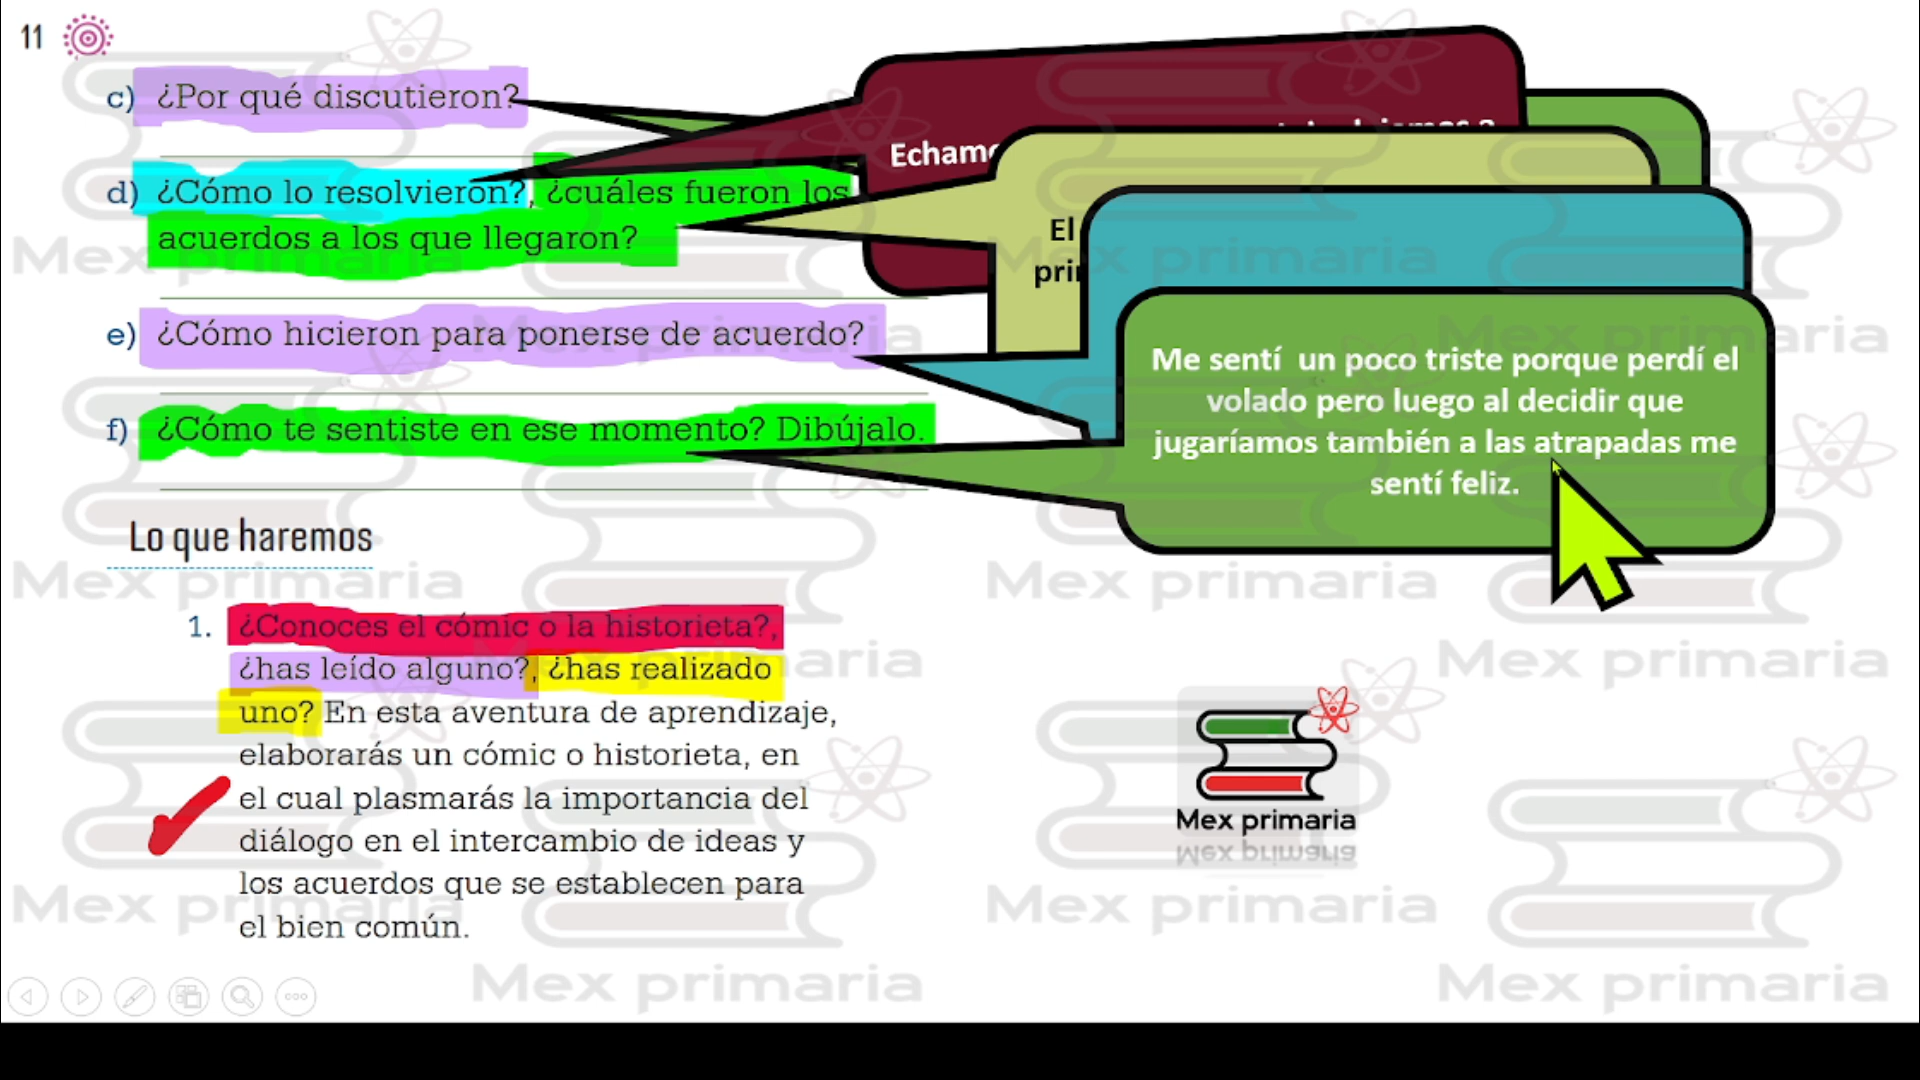 11
c) ¿Por qué discutieron?
d) ¿Cómo lo resolvieron?, ¿cuáles fueron los
acuerdos a los que llegaron?
e) ¿Cómo hicieron para ponerse de acuerdo?
f) ¿Cómo te sentiste en ese momento? Dibújalo.
El
Me sentí un poco triste porque perdí el
volado pero luego al decidir que
jugaríamos también a las atrapadas me
sentí feliz.
Lo que haremos
1. ¿Conoces el cómic o la historieta?,
¿has leído alguno?, ¿has realizado
uno? En esta aventura de aprendizaje,
elaborarás un cómic o historieta, en
el cual plasmarás la importancia del
diálogo en el intercambio de ideas y
los acuerdos que se establecen para
el bien común.
Mex primaria